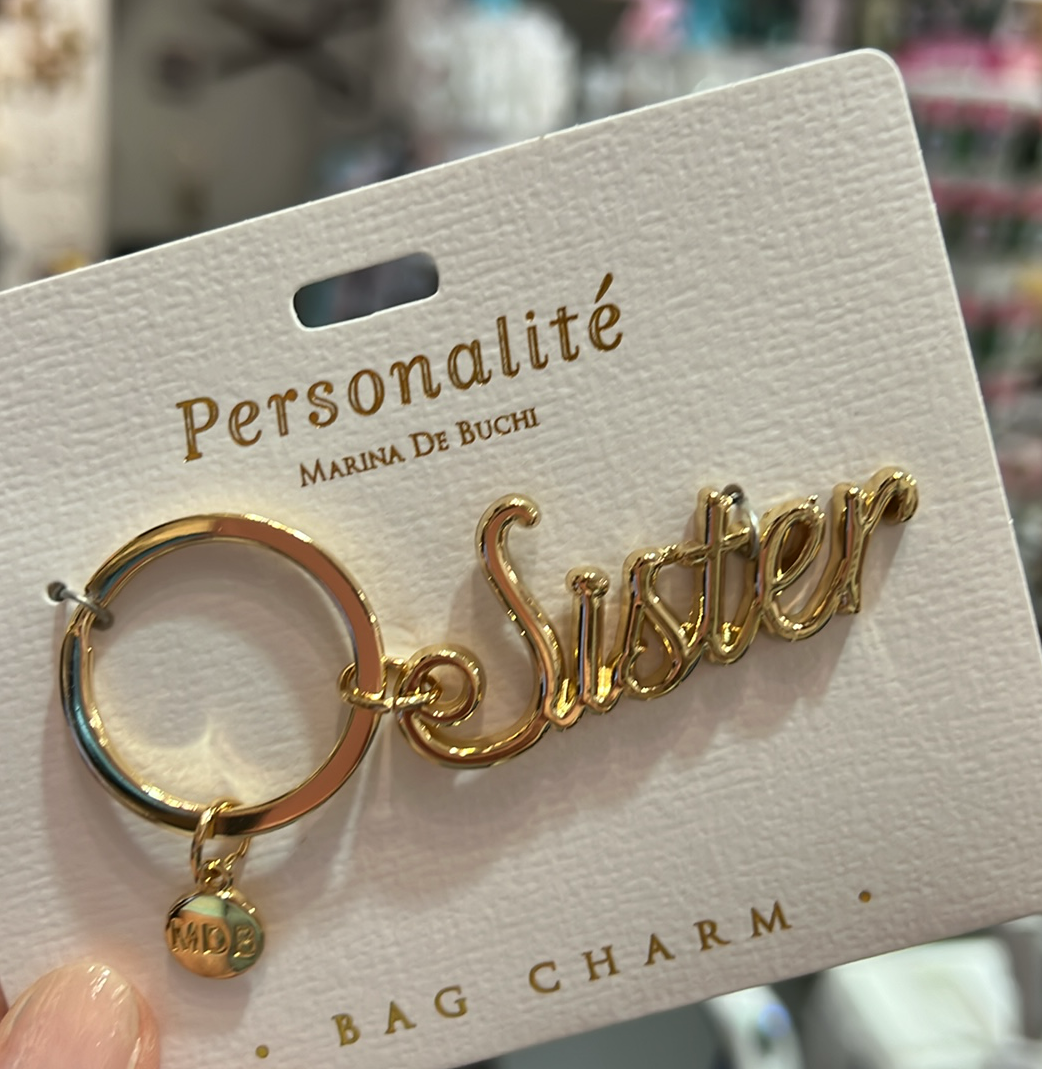 Personalité
MARINA DE BUCHI
Sister
MDB
• BAG CHARM •